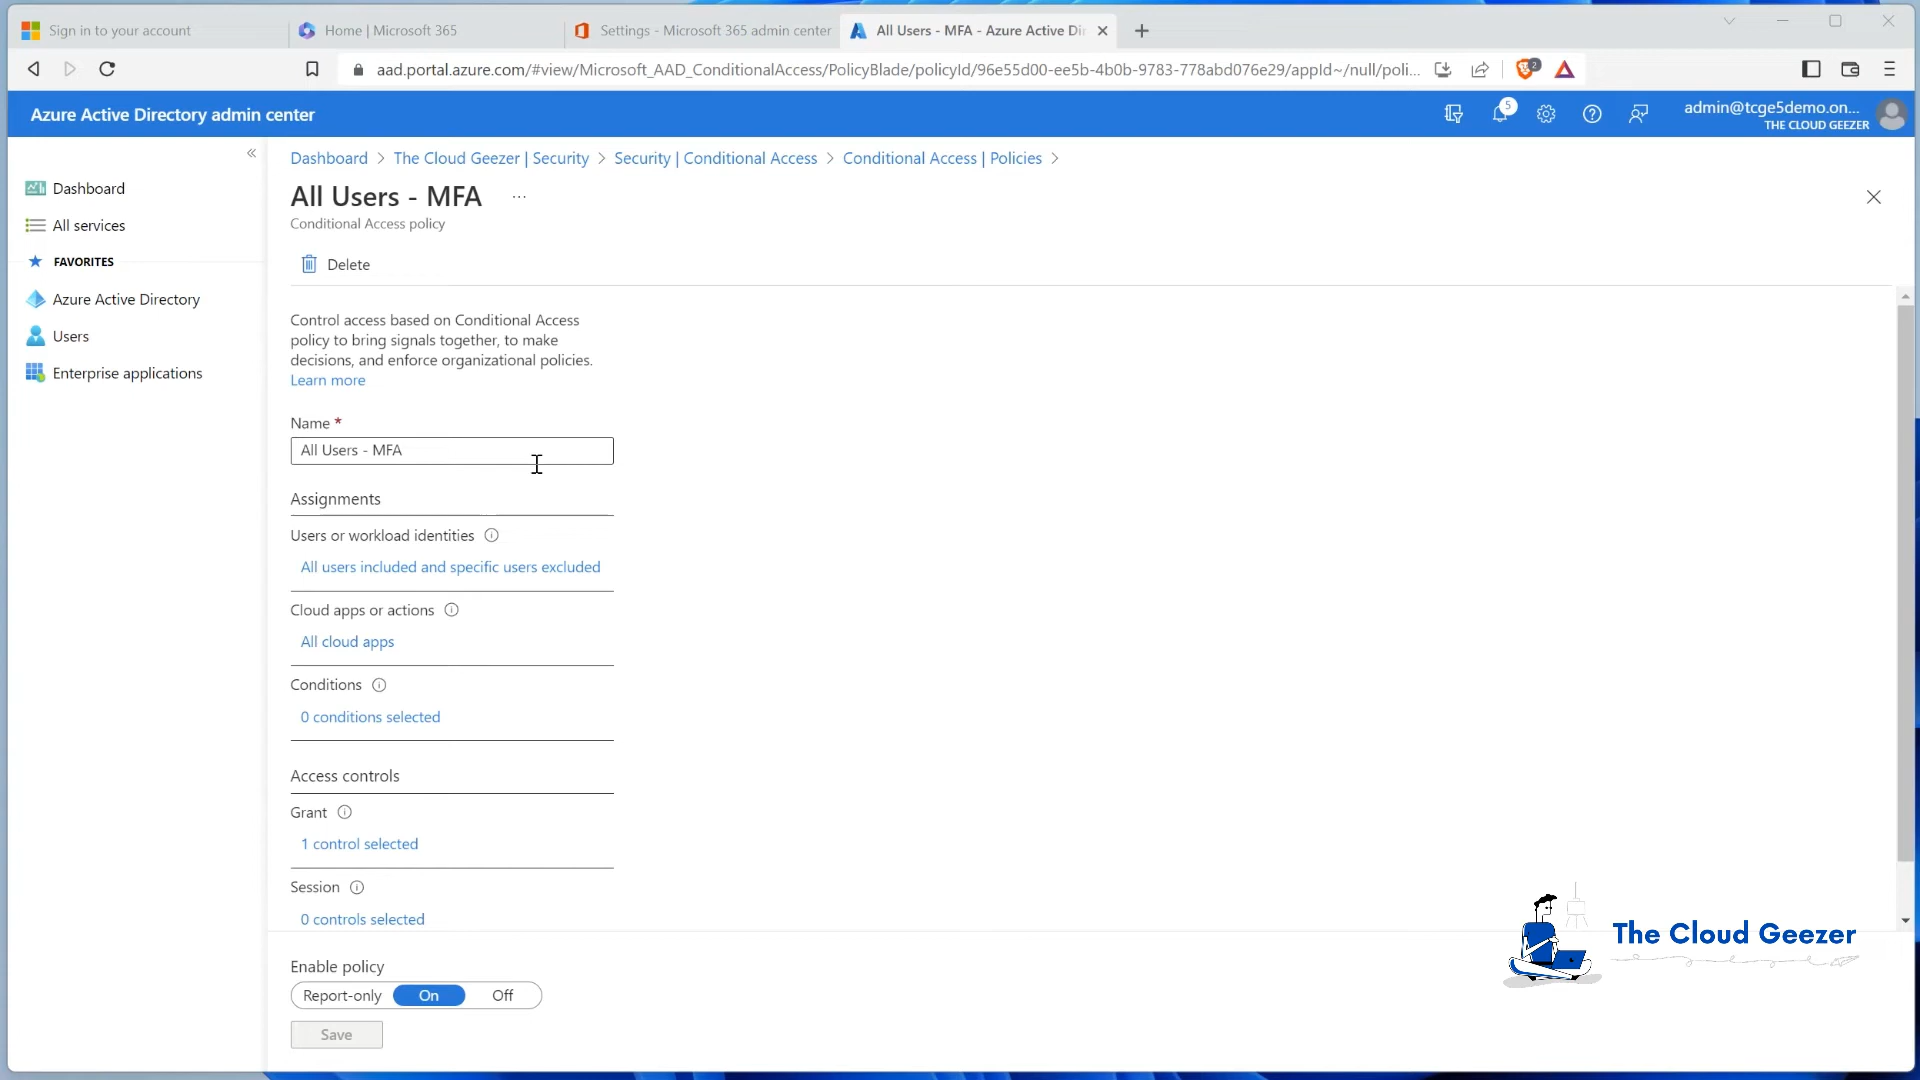 Sign in to your account
Home | Microsoft 365
Settings - Microsoft 365 admin center
All Users - MFA - Azure Active Di
aad.portal.azure.com/#view/Microsoft_AAD_ConditionalAccess/PolicyBlade/policyId/96e55d00-ee5b-4b0b-9783-778abd076e29/appId~/null/poli...
2
Azure Active Directory admin center
5
admin@tcge5demo.on...
THE CLOUD GEEZER
Dashboard > The Cloud Geezer | Security > Security | Conditional Access > Conditional Access | Policies >
Dashboard
All services
FAVORITES
Azure Active Directory
Users
Enterprise applications
All Users - MFA ...
Conditional Access policy
Delete
Control access based on Conditional Access
policy to bring signals together, to make
decisions, and enforce organizational policies.
Learn more
Name *
All Users - MFA
Assignments
Users or workload identities
All users included and specific users excluded
Cloud apps or actions
All cloud apps
Conditions
0 conditions selected
Access controls
Grant
1 control selected
Session
0 controls selected
Enable policy
Report-only On Off
Save
The Cloud Geezer